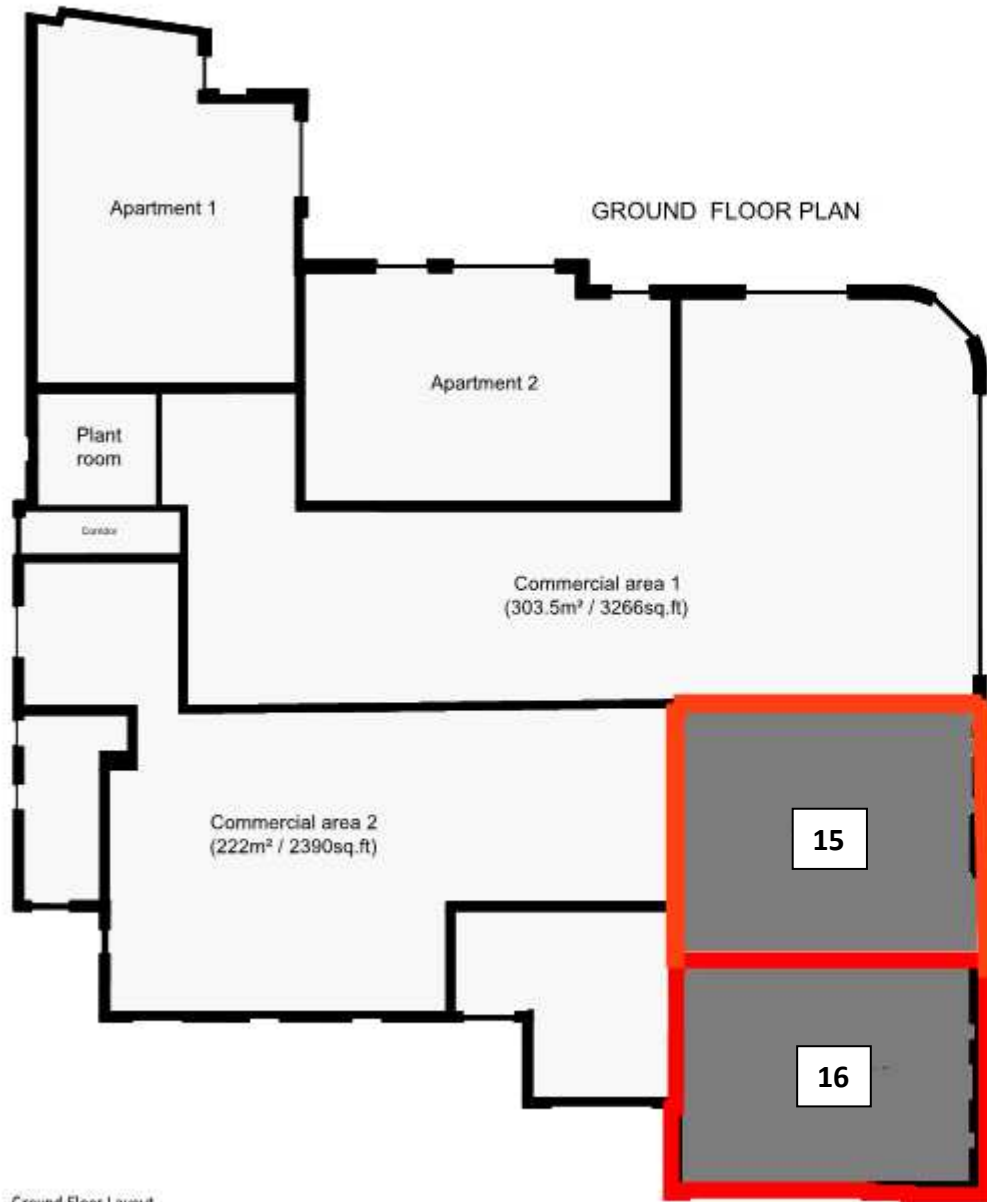 Apartment 1
GROUND FLOOR PLAN
Apartment 2
Plant
room
Corridor
Commercial area 1
(303.5m² / 3266sq.ft)
Commercial area 2
(222m² / 2390sq.ft)
15
16
Ground Floor Layout